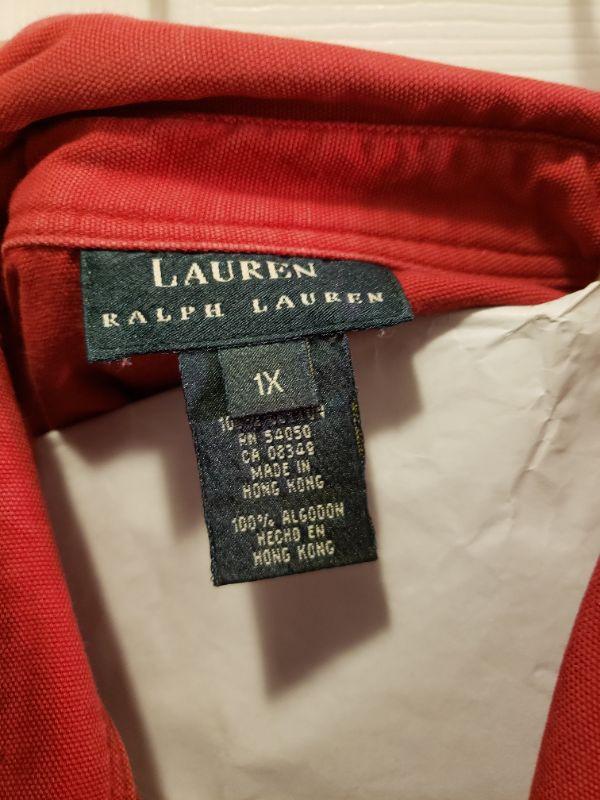 LAUREN
RALPH LAUREN
1X
RN 54050
CA 08349
MADE IN
HONG KONG
100% ALGODON
HECHO EN
HONG KONG